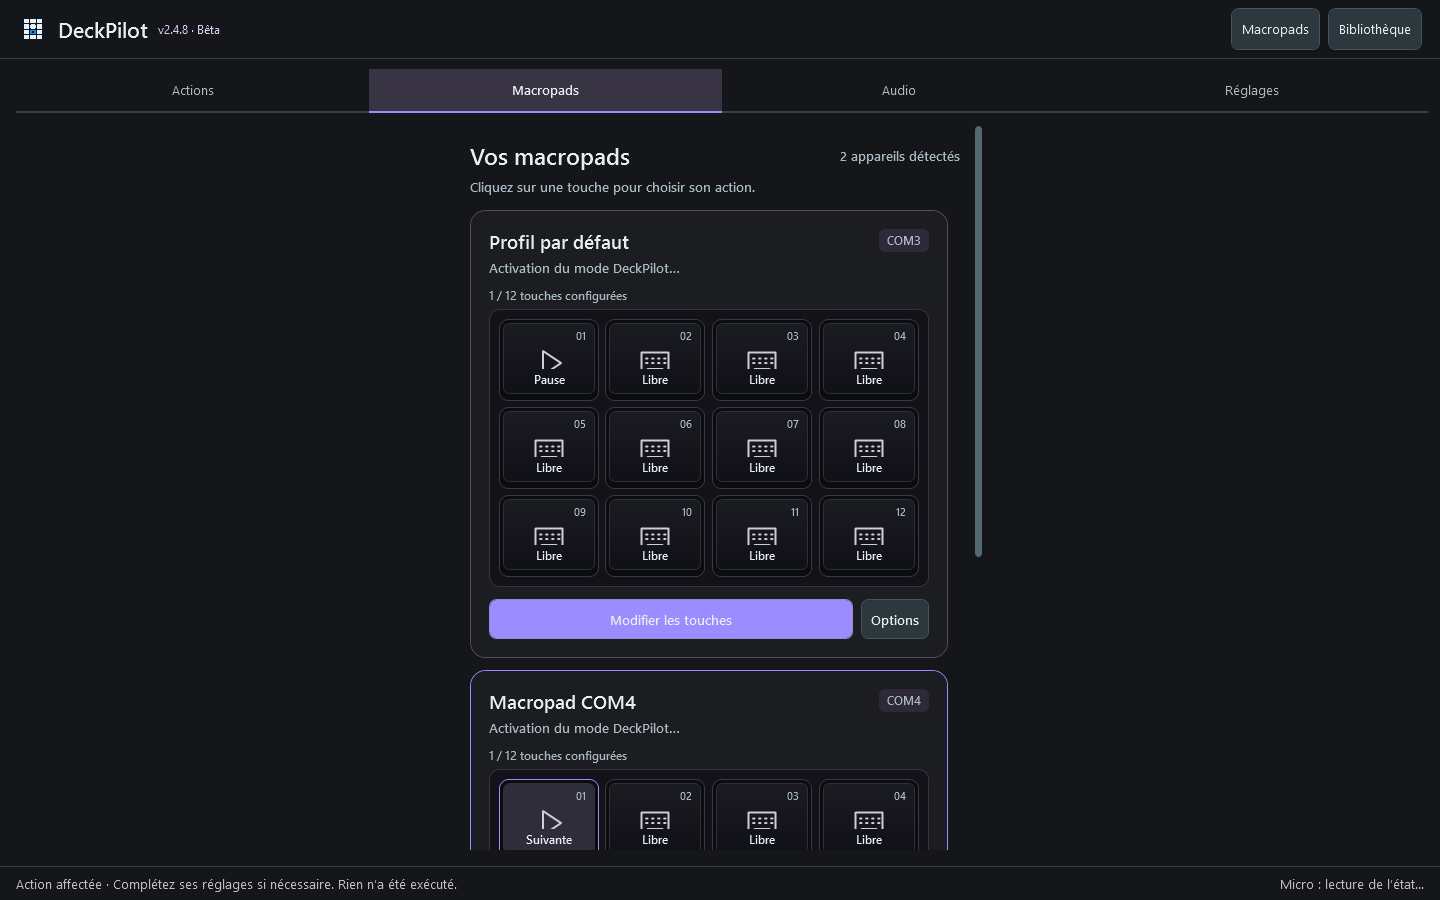 DeckPilot v2.4.8 · Bêta
Macropads Bibliothèque
Actions Macropads Audio Réglages
Vos macropads 2 appareils détectés
Cliquez sur une touche pour choisir son action.
Profil par défaut COM3
Activation du mode DeckPilot...
1 / 12 touches configurées
01 02 03 04
Pause Libre Libre Libre
05 06 07 08
Libre Libre Libre Libre
09 10 11 12
Libre Libre Libre Libre
Modifier les touches Options
Macropad COM4 COM4
Activation du mode DeckPilot...
1 / 12 touches configurées
01 02 03 04
Suivante Libre Libre Libre
Action affectée · Complétez ses réglages si nécessaire. Rien n'a été exécuté. Micro : lecture de l'état...